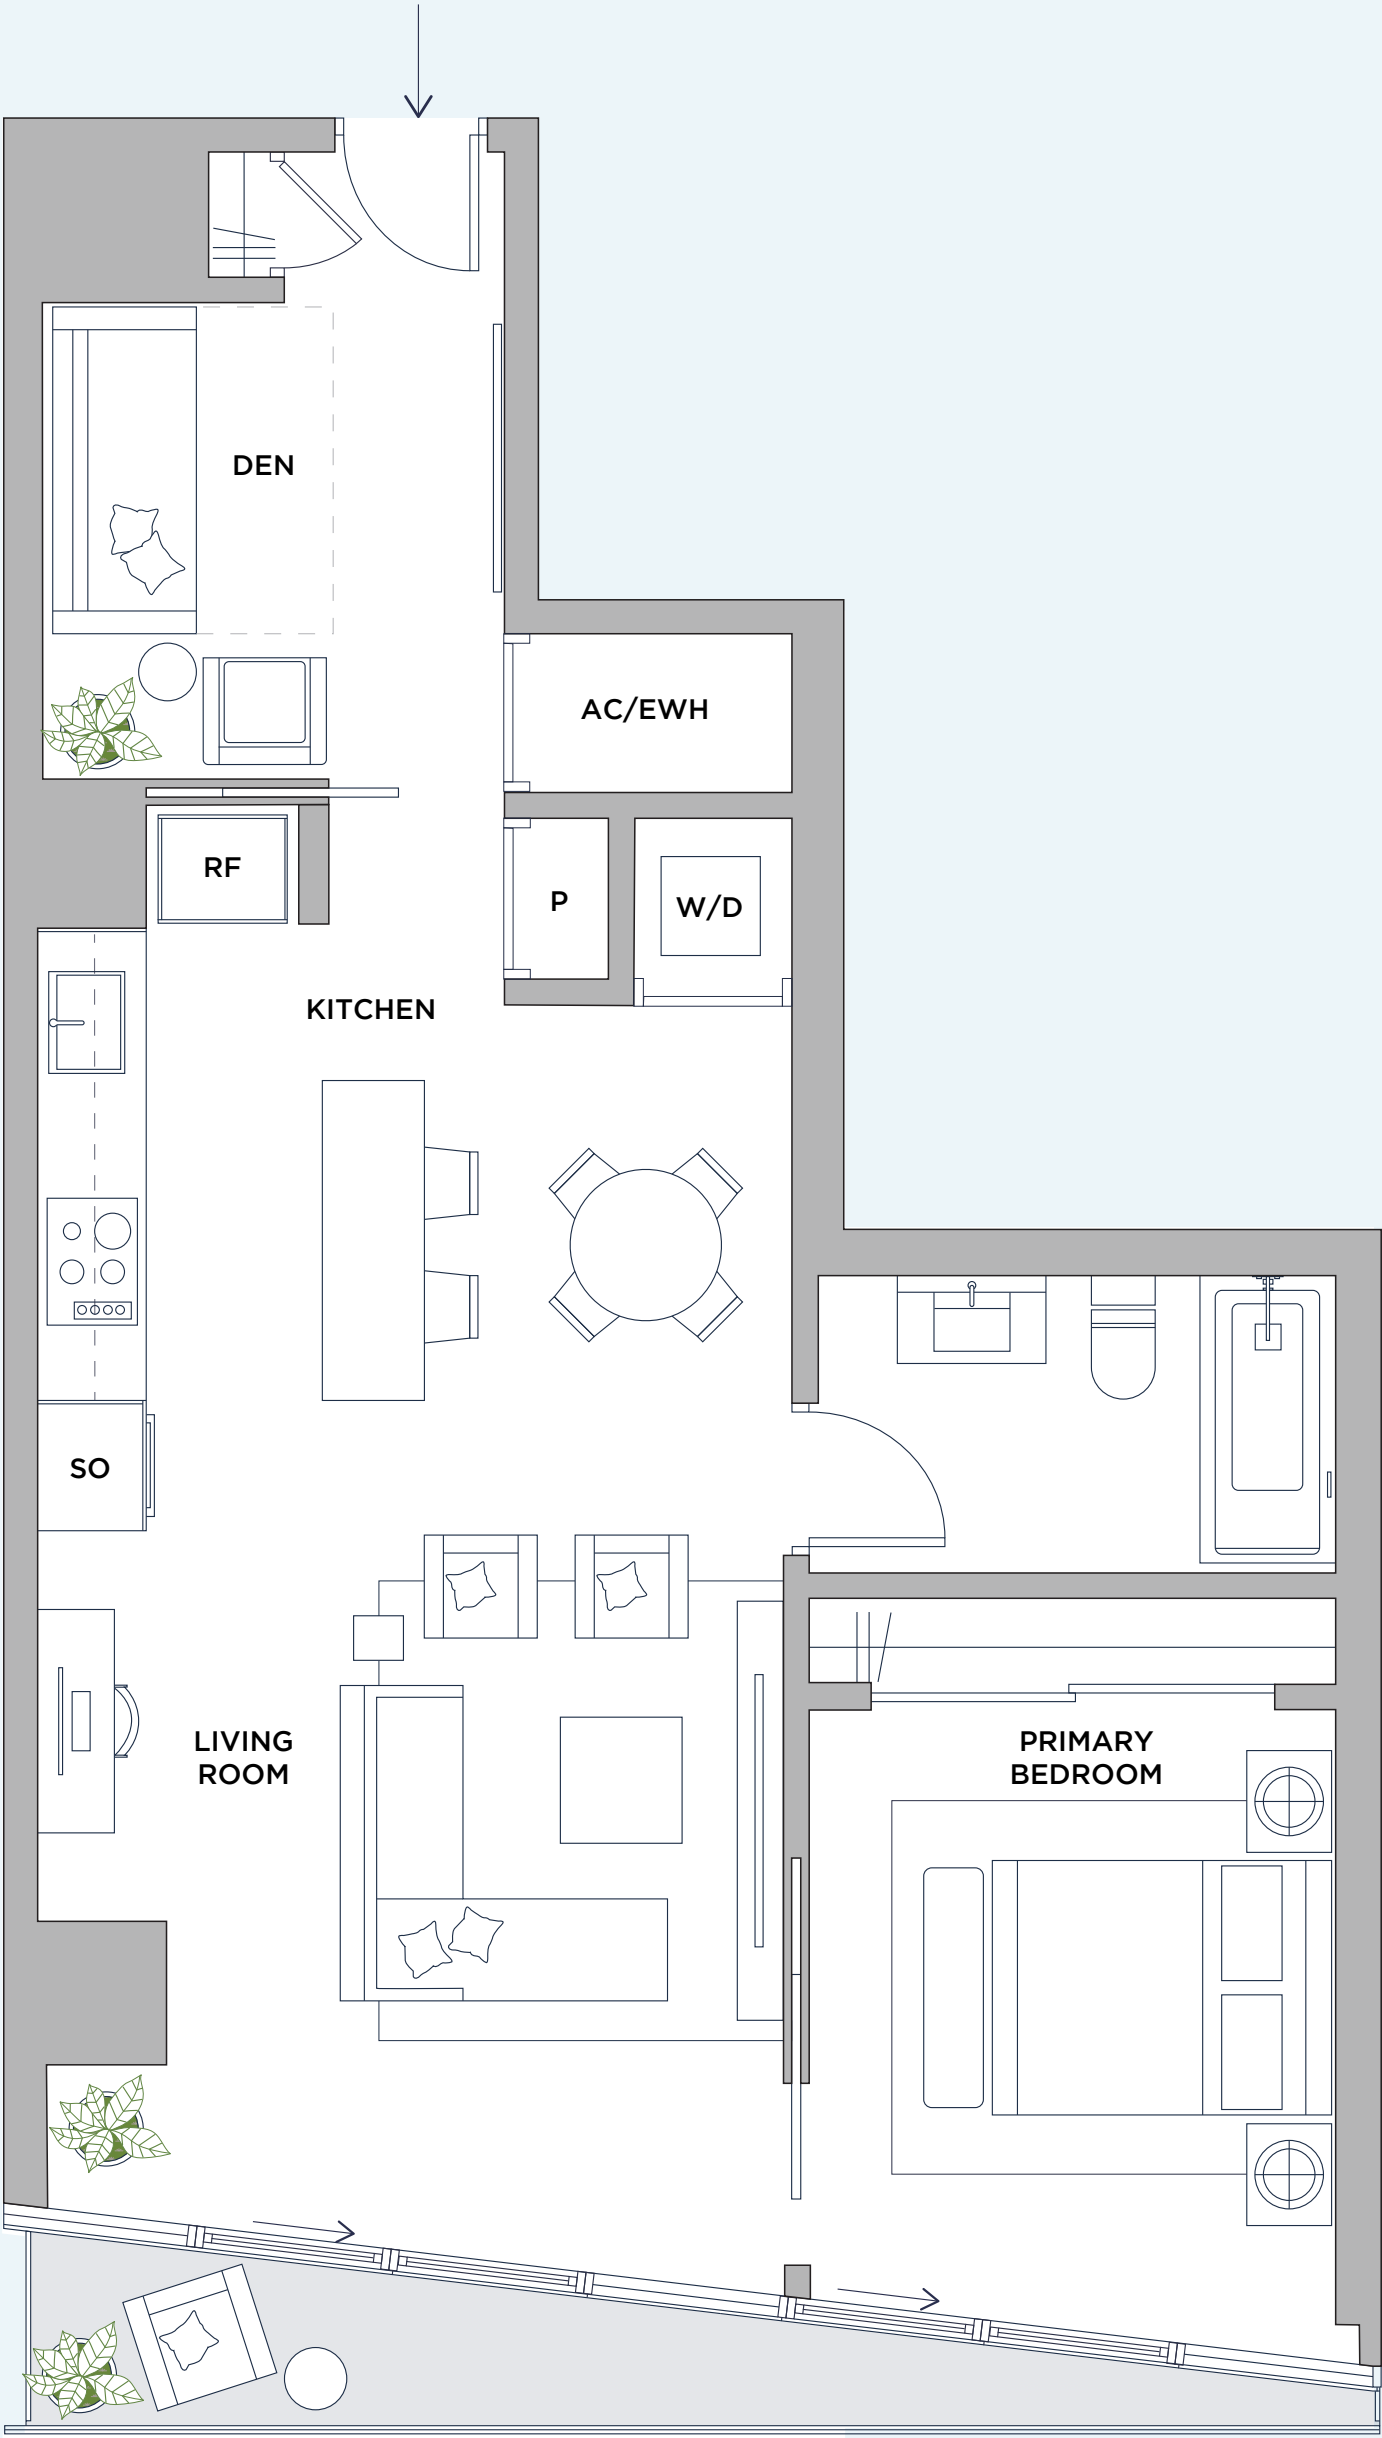 DEN
AC/EWH
RF
P
W/D
KITCHEN
SO
LIVING
ROOM
PRIMARY
BEDROOM